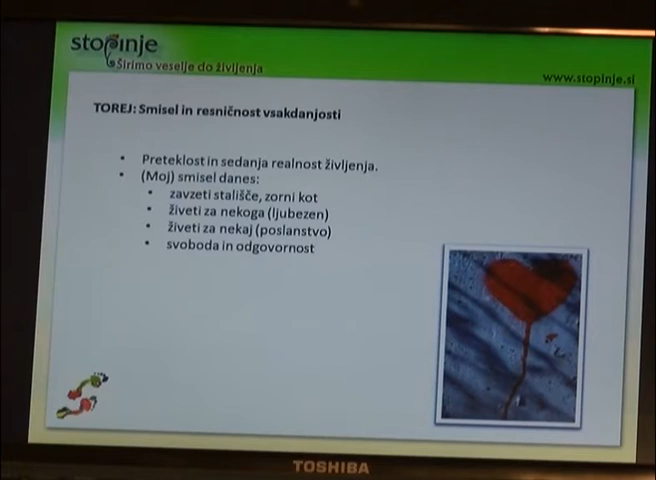 stopinje
Širimo veselje do življenja
www.stopinje.si
TOREJ: Smisel in resničnost vsakdanjosti
• Preteklost in sedanja realnost življenja.
• (Moj) smisel danes:
• zavzeti stališče, zorni kot
• živeti za nekoga (ljubezen)
• živeti za nekaj (poslanstvo)
• svoboda in odgovornost
TOSHIBA